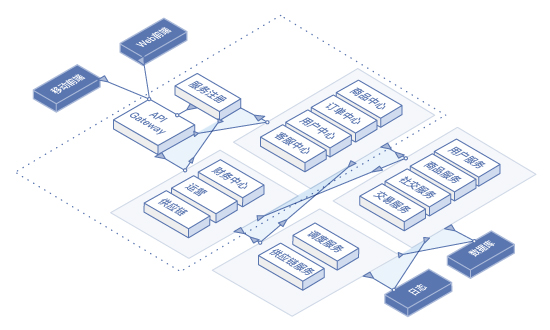 Web前端
移动前端
服务注册
API
Gateway
商品中心
订单中心
用户中心
客服中心
财务中心
运营
供应链
用户服务
商品服务
社交服务
交易服务
调度服务
供应链服务
数据库
日志